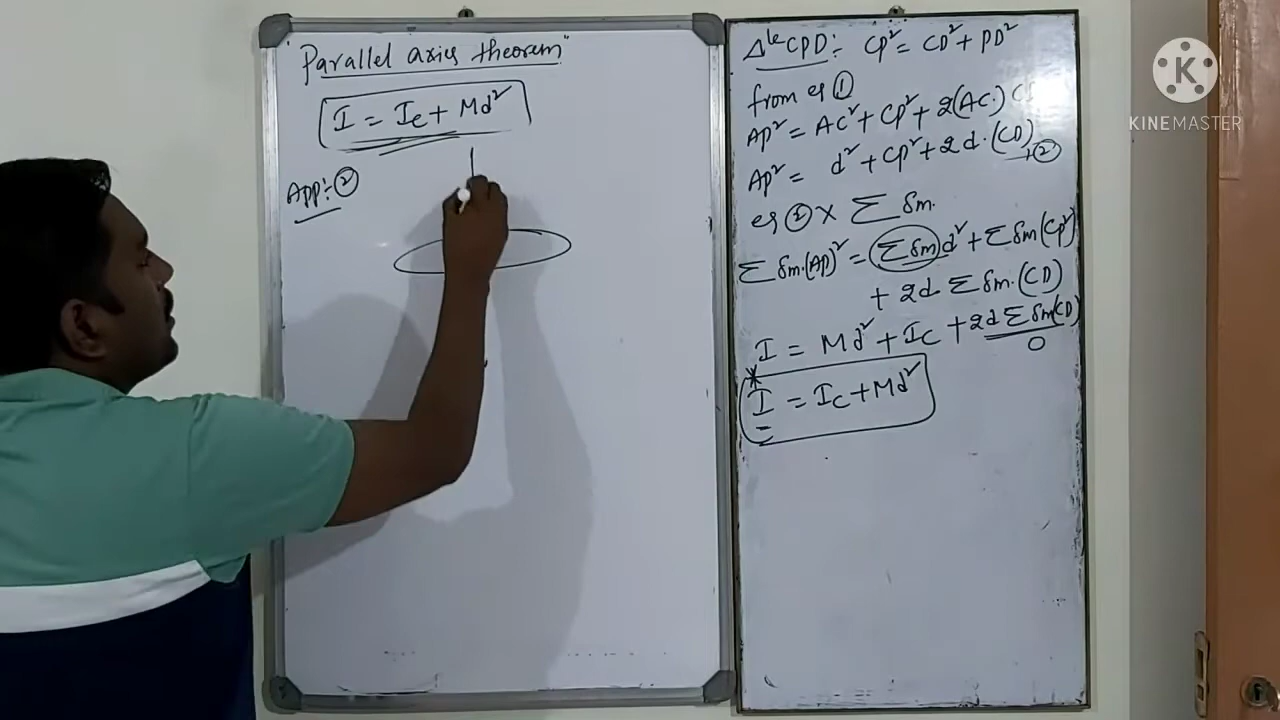 "Parallel axies theorem"
I = Ic + Md²
App:- ②
Δle CPD:- CP² = CD² + PD²
from eq ①
AP² = AC² + CP² + 2(AC)
AP² = d² + CP² + 2d·(CD) → ②
eq ① × Σ δm.
Σ δm.(AP)² = (Σ δm)d² + Σ δm(CP²)
+ 2d Σ δm.(CD)
I = Md² + Ic + 2d Σ δm(CD)
0
* I = Ic + Md²
K
KINEMASTER